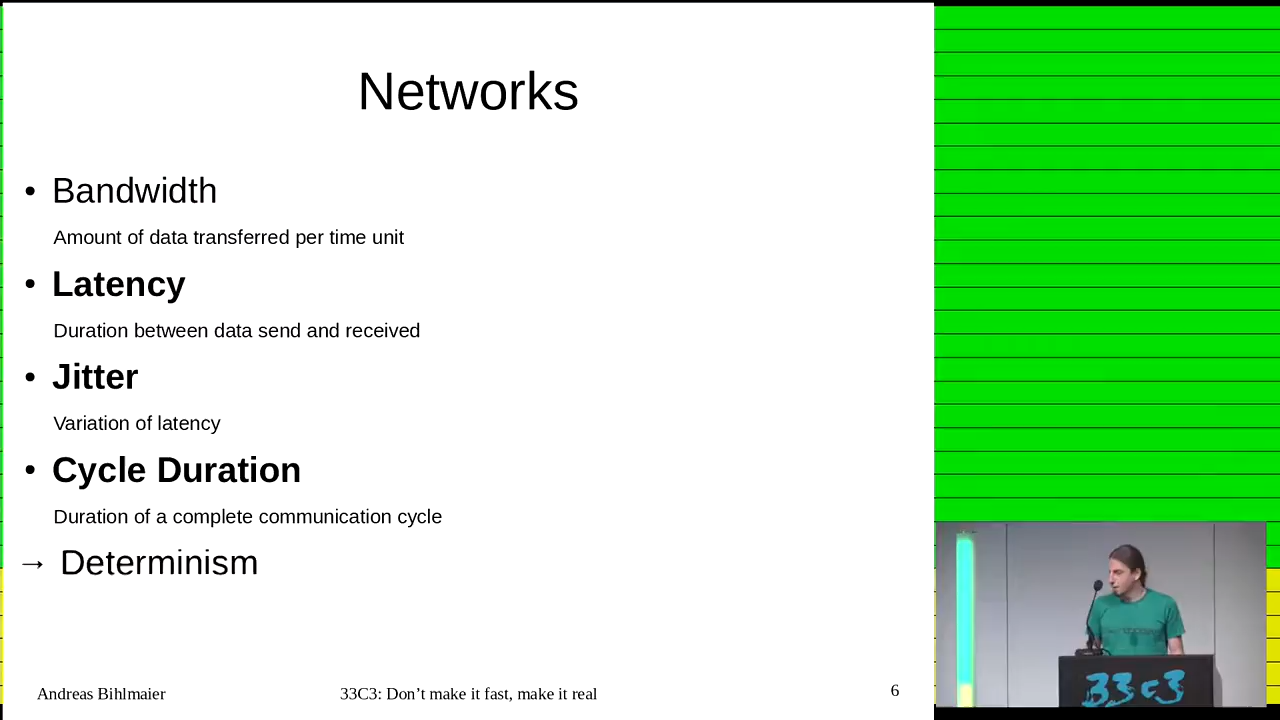 Networks
• Bandwidth
Amount of data transferred per time unit
• Latency
Duration between data send and received
• Jitter
Variation of latency
• Cycle Duration
Duration of a complete communication cycle
→ Determinism
Andreas Bihlmaier
33C3: Don’t make it fast, make it real
6
33c3